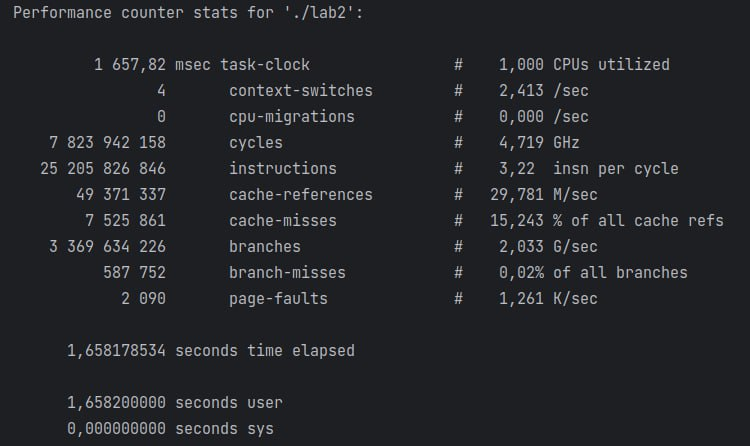 Performance counter stats for './lab2':
1 657,82 msec task-clock # 1,000 CPUs utilized
4 context-switches # 2,413 /sec
0 cpu-migrations # 0,000 /sec
7 823 942 158 cycles # 4,719 GHz
25 205 826 846 instructions # 3,22 insn per cycle
49 371 337 cache-references # 29,781 M/sec
7 525 861 cache-misses # 15,243 % of all cache refs
3 369 634 226 branches # 2,033 G/sec
587 752 branch-misses # 0,02% of all branches
2 090 page-faults # 1,261 K/sec
1,658178534 seconds time elapsed
1,658200000 seconds user
0,000000000 seconds sys